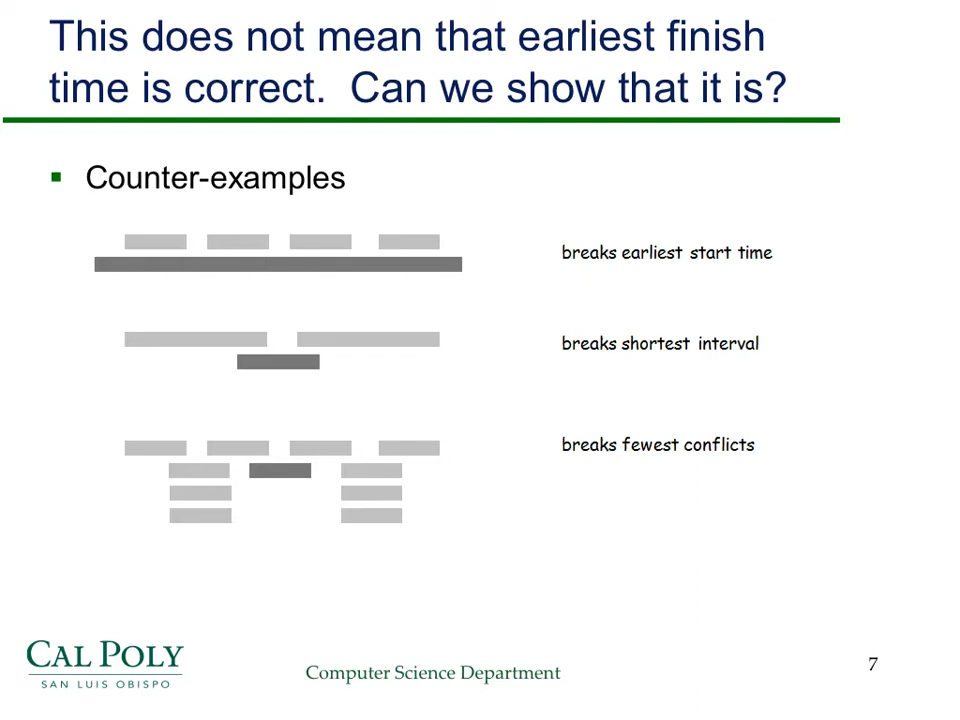 This does not mean that earliest finish
time is correct.  Can we show that it is?
Counter-examples
breaks earliest start time
breaks shortest interval
breaks fewest conflicts
CAL POLY
SAN LUIS OBISPO
Computer Science Department
7